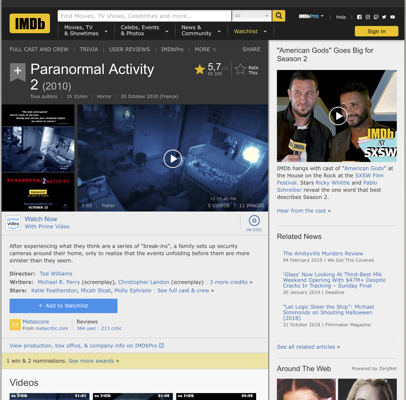 IMDb
Find Movies, TV shows, Celebrities and more...
All
Movies, TV & Showtimes
Celebs, Events & Photos
News & Community
Watchlist
IMDbPro
Help
Sign in
FULL CAST AND CREW | TRIVIA | USER REVIEWS | IMDbPro | MORE
SHARE
Paranormal Activity
2 (2010)
5,7
Rate This
Tous publics | 1h 31min | Horror | 20 October 2010 (France)
PARANORMAL ACTIVITY 2
OCTOBER 22
1:03 | Trailer
5 VIDEOS | 11 IMAGES
prime video
Watch Now
With Prime Video
ON DISC
After experiencing what they think are a series of "break-ins", a family sets up security
cameras around their home, only to realize that the events unfolding before them are more
sinister than they seem.
Director: Tod Williams
Writers: Michael R. Perry (screenplay), Christopher Landon (screenplay) | 3 more credits »
Stars: Katie Featherston, Micah Sloat, Molly Ephraim | See full cast & crew »
+ Add to Watchlist
Metascore
From metacritic.com
Reviews
364 user | 213 critic
View production, box office, & company info on IMDbPro
1 win & 2 nominations. See more awards »
Videos
"American Gods" Goes Big for
Season 2
IMDb
at
SXSW
IMDb hangs with cast of "American Gods" at
the House on the Rock at the SXSW Film
Festival. Stars Ricky Whittle and Pablo
Schreiber reveal the one word that best
describes Season 2.
Hear from the cast »
Related News
The Amityville Murders Review
04 February 2019 | We Got This Covered
'Glass' Now Looking At Third-Best Mlk
Weekend Opening With $47M+ Despite
Cracks In Tracking – Sunday Final
20 January 2019 | Deadline
"Let Logic Steer the Ship": Michael
Simmonds on Shooting Halloween
(2018)
31 October 2018 | Filmmaker Magazine
See all related articles »
Around The Web
Powered by ZergNet